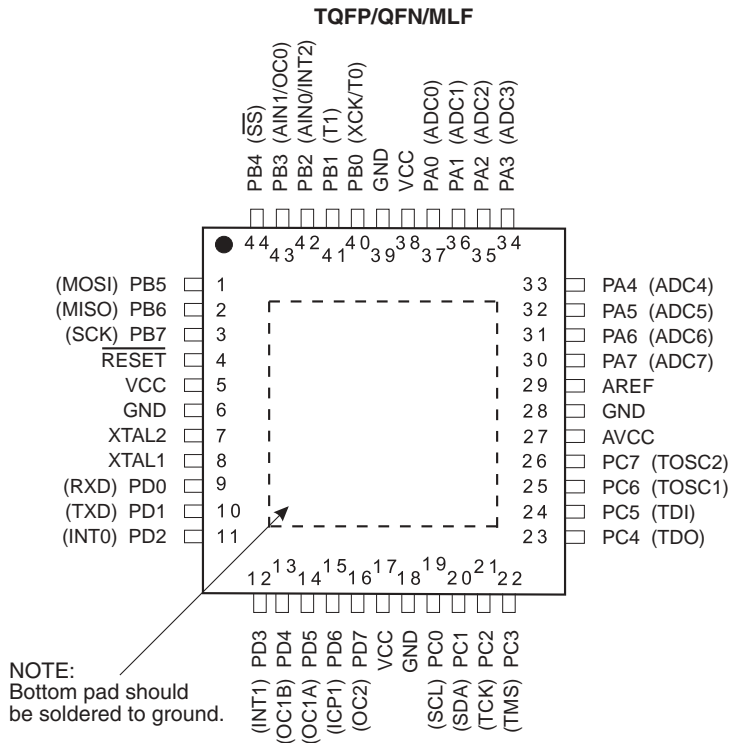 TQFP/QFN/MLF
PB4 (SS)
PB3 (AIN1/OC0)
PB2 (AIN0/INT2)
PB1 (T1)
PB0 (XCK/T0)
GND
VCC
PA0 (ADC0)
PA1 (ADC1)
PA2 (ADC2)
PA3 (ADC3)
44 43 42 41 40 39 38 37 36 35 34
(MOSI) PB5 1
(MISO) PB6 2
(SCK) PB7 3
RESET 4
VCC 5
GND 6
XTAL2 7
XTAL1 8
(RXD) PD0 9
(TXD) PD1 10
(INT0) PD2 11
33 PA4 (ADC4)
32 PA5 (ADC5)
31 PA6 (ADC6)
30 PA7 (ADC7)
29 AREF
28 GND
27 AVCC
26 PC7 (TOSC2)
25 PC6 (TOSC1)
24 PC5 (TDI)
23 PC4 (TDO)
12 13 14 15 16 17 18 19 20 21 22
(INT1) PD3
(OC1B) PD4
(OC1A) PD5
(ICP1) PD6
(OC2) PD7
VCC
GND
(SCL) PC0
(SDA) PC1
(TCK) PC2
(TMS) PC3
NOTE:
Bottom pad should
be soldered to ground.